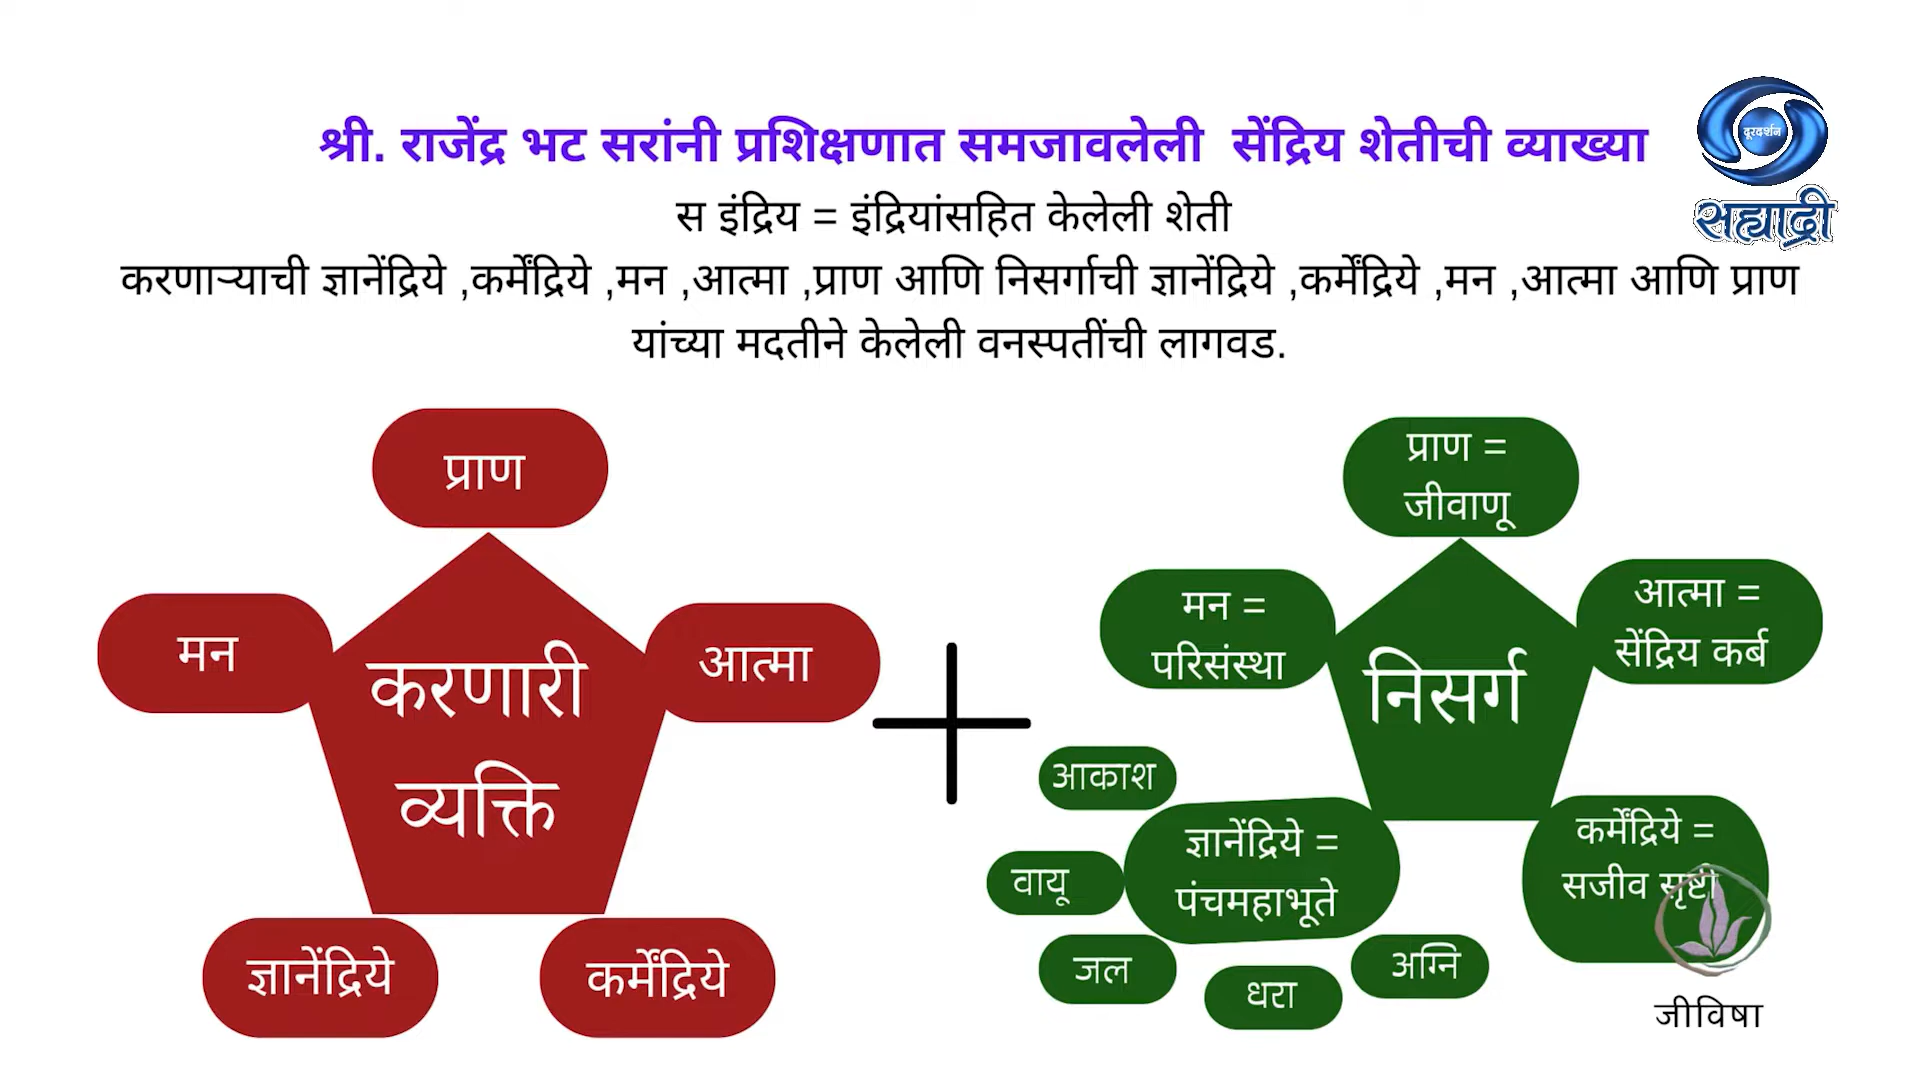 श्री. राजेंद्र भट सरांनी प्रशिक्षणात समजावलेली सेंद्रिय शेतीची व्याख्या
दूरदर्शन
सह्याद्री
स इंद्रिय = इंद्रियांसहित केलेली शेती
करणाऱ्याची ज्ञानेंद्रिये ,कर्मेंद्रिये ,मन ,आत्मा ,प्राण आणि निसर्गाची ज्ञानेंद्रिये ,कर्मेंद्रिये ,मन ,आत्मा आणि प्राण
यांच्या मदतीने केलेली वनस्पतींची लागवड.
प्राण
मन
आत्मा
करणारी
व्यक्ति
ज्ञानेंद्रिये
कर्मेंद्रिये
प्राण =
जीवाणू
मन =
परिसंस्था
आत्मा =
सेंद्रिय कर्ब
निसर्ग
आकाश
ज्ञानेंद्रिये =
पंचमहाभूते
वायू
जल
धरा
अग्नि
कर्मेंद्रिये =
सजीव सृष्टी
जीविषा